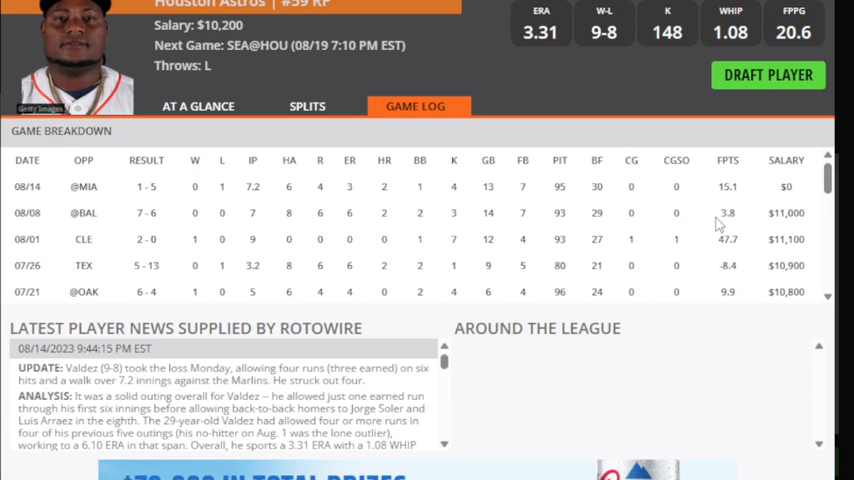 Houston Astros | #59 RP
Salary: $10,200
Next Game: SEA@HOU (08/19 7:10 PM EST)
Throws: L
ERA W-L K WHIP FPPG
3.31 9-8 148 1.08 20.6
DRAFT PLAYER
Getty Images
AT A GLANCE SPLITS GAME LOG
GAME BREAKDOWN
DATE OPP RESULT W L IP HA R ER HR BB K GB FB PIT BF CG CGSO FPTS SALARY
08/14 @MIA 1 - 5 0 1 7.2 6 4 3 2 1 4 13 7 95 30 0 0 15.1 $0
08/08 @BAL 7 - 6 0 0 7 8 6 6 2 2 3 14 7 93 29 0 0 3.8 $11,000
08/01 CLE 2 - 0 1 0 9 0 0 0 0 1 7 12 4 93 27 1 1 47.7 $11,100
07/26 TEX 5 - 13 0 1 3.2 8 6 6 2 2 1 9 5 80 21 0 0 -8.4 $10,900
07/21 @OAK 6 - 4 1 0 5 6 4 4 0 2 4 6 4 96 24 0 0 9.9 $10,800
LATEST PLAYER NEWS SUPPLIED BY ROTOWIRE
08/14/2023 9:44:15 PM EST
UPDATE: Valdez (9-8) took the loss Monday, allowing four runs (three earned) on six
hits and a walk over 7.2 innings against the Marlins. He struck out four.
ANALYSIS: It was a solid outing overall for Valdez -- he allowed just one earned run
through his first six innings before allowing back-to-back homers to Jorge Soler and
Luis Arraez in the eighth. The 29-year-old Valdez had allowed four or more runs in
four of his previous five outings (his no-hitter on Aug. 1 was the lone outlier),
working to a 6.10 ERA in that span. Overall, he sports a 3.31 ERA with a 1.08 WHIP
AROUND THE LEAGUE
IN TOTAL PRIZES